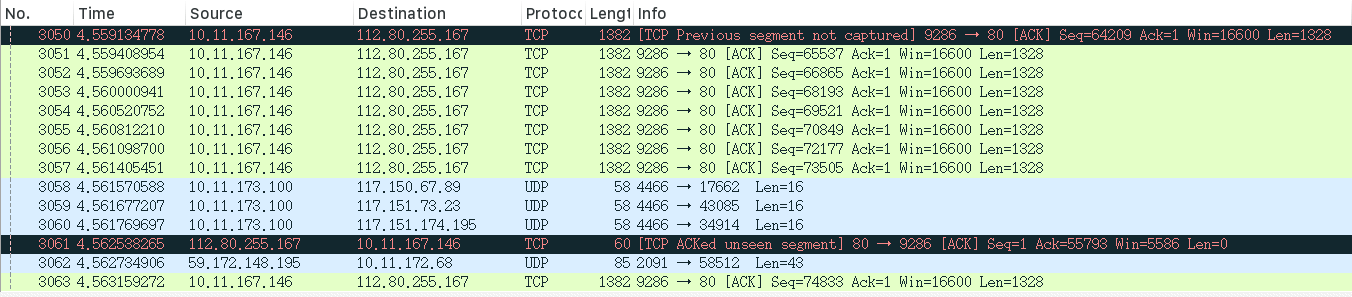 No. Time Source Destination Protocc Lengt Info
3050 4.559134778 10.11.167.146 112.80.255.167 TCP 1382 [TCP Previous segment not captured] 9286 → 80 [ACK] Seq=64209 Ack=1 Win=16600 Len=1328
3051 4.559408954 10.11.167.146 112.80.255.167 TCP 1382 9286 → 80 [ACK] Seq=65537 Ack=1 Win=16600 Len=1328
3052 4.559693689 10.11.167.146 112.80.255.167 TCP 1382 9286 → 80 [ACK] Seq=66865 Ack=1 Win=16600 Len=1328
3053 4.560000941 10.11.167.146 112.80.255.167 TCP 1382 9286 → 80 [ACK] Seq=68193 Ack=1 Win=16600 Len=1328
3054 4.560520752 10.11.167.146 112.80.255.167 TCP 1382 9286 → 80 [ACK] Seq=69521 Ack=1 Win=16600 Len=1328
3055 4.560812210 10.11.167.146 112.80.255.167 TCP 1382 9286 → 80 [ACK] Seq=70849 Ack=1 Win=16600 Len=1328
3056 4.561098700 10.11.167.146 112.80.255.167 TCP 1382 9286 → 80 [ACK] Seq=72177 Ack=1 Win=16600 Len=1328
3057 4.561405451 10.11.167.146 112.80.255.167 TCP 1382 9286 → 80 [ACK] Seq=73505 Ack=1 Win=16600 Len=1328
3058 4.561570588 10.11.173.100 117.150.67.89 UDP 58 4466 → 17662 Len=16
3059 4.561677207 10.11.173.100 117.151.73.23 UDP 58 4466 → 43085 Len=16
3060 4.561769697 10.11.173.100 117.151.174.195 UDP 58 4466 → 34914 Len=16
3061 4.562538265 112.80.255.167 10.11.167.146 TCP 60 [TCP ACKed unseen segment] 80 → 9286 [ACK] Seq=1 Ack=55793 Win=5586 Len=0
3062 4.562734906 59.172.148.195 10.11.172.68 UDP 85 2091 → 58512 Len=43
3063 4.563159272 10.11.167.146 112.80.255.167 TCP 1382 9286 → 80 [ACK] Seq=74833 Ack=1 Win=16600 Len=1328